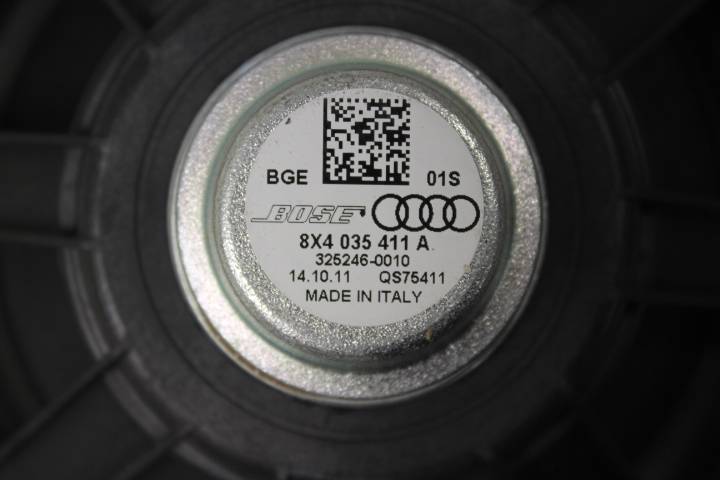 BGE 01S
BOSE
8X4 035 411 A
325246-0010
14.10.11 QS75411
MADE IN ITALY